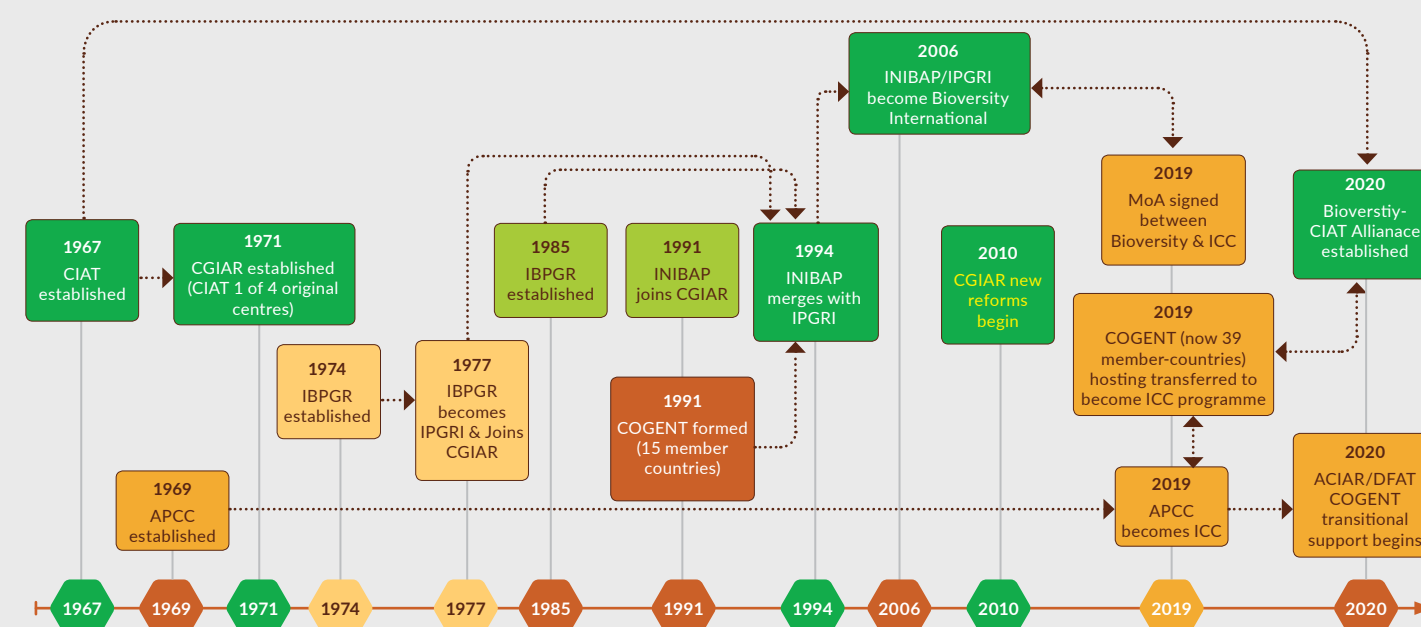 2006
INIBAP/IPGRI
become Bioversity
International
2019
MoA signed
between
Bioversity & ICC
2020
Bioverstiy-
CIAT Allianace
established
1967
CIAT
established
1971
CGIAR established
(CIAT 1 of 4 original
centres)
1985
IBPGR
established
1991
INIBAP
joins CGIAR
1994
INIBAP
merges with
IPGRI
2010
CGIAR new
reforms
begin
2019
COGENT (now 39
member-countries)
hosting transferred to
become ICC programme
1974
IBPGR
established
1977
IBPGR
becomes
IPGRI & Joins
CGIAR
1991
COGENT formed
(15 member
countries)
1969
APCC
established
2019
APCC
becomes ICC
2020
ACIAR/DFAT
COGENT
transitional
support begins
1967
1969
1971
1974
1977
1985
1991
1994
2006
2010
2019
2020